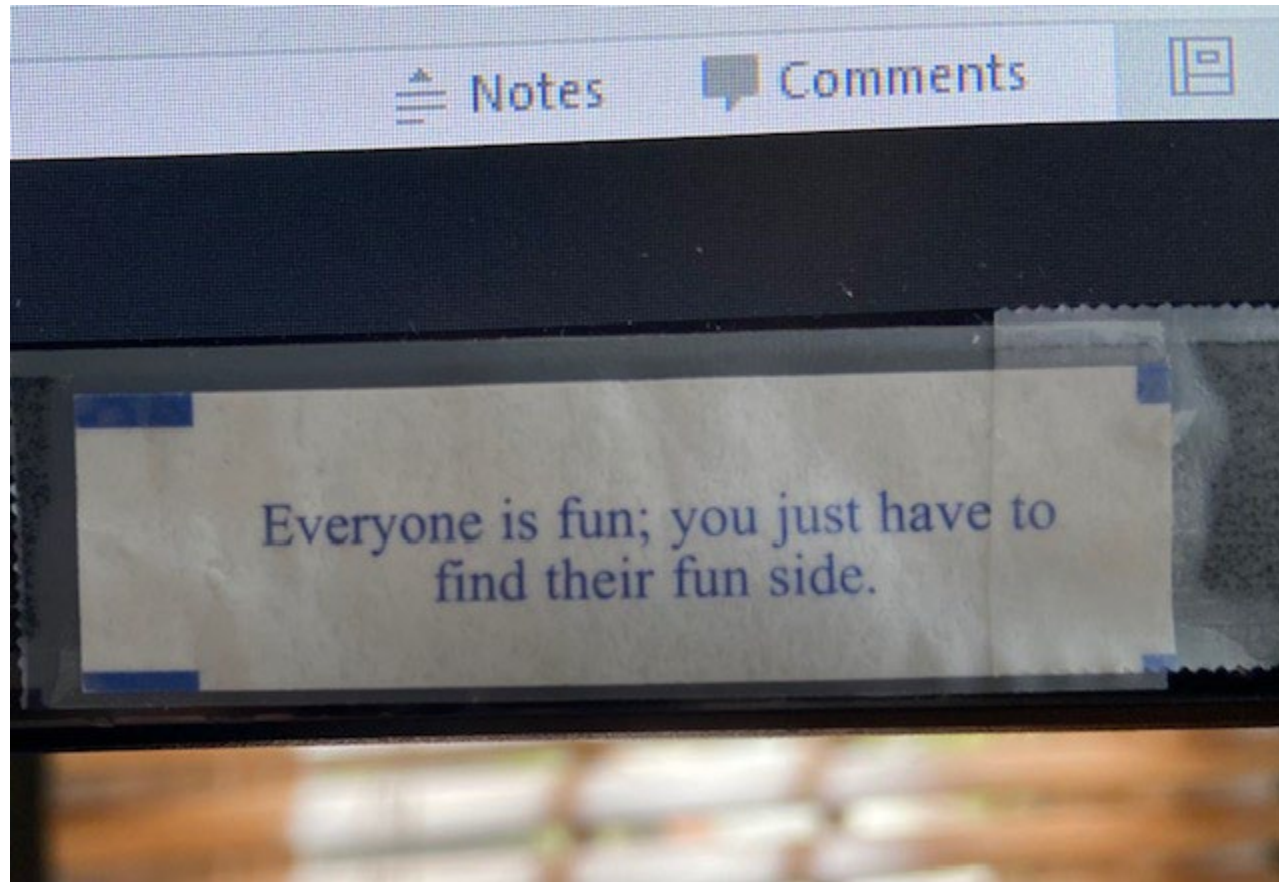 Notes Comments
Everyone is fun; you just have to
find their fun side.